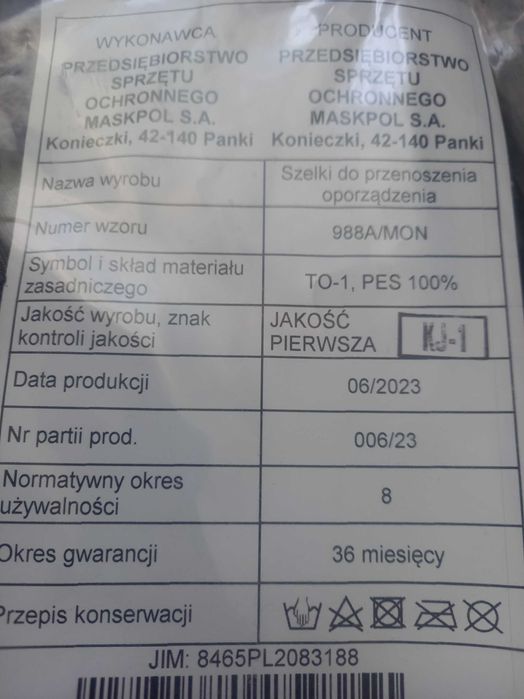 WYKONAWCA
PRZEDSIĘBIORSTWO
SPRZĘTU
OCHRONNEGO
MASKPOL S.A.
Konieczki, 42-140 Panki
PRODUCENT
PRZEDSIĘBIORSTWO
SPRZĘTU
OCHRONNEGO
MASKPOL S.A.
Konieczki, 42-140 Panki
Nazwa wyrobu
Szelki do przenoszenia
oporządzenia
Numer wzoru
988A/MON
Symbol i skład materiału
zasadniczego
TO-1, PES 100%
Jakość wyrobu, znak
kontroli jakości
JAKOŚĆ
PIERWSZA
KJ-1
Data produkcji
06/2023
Nr partii prod.
006/23
Normatywny okres
używalności
8
Okres gwarancji
36 miesięcy
Przepis konserwacji
JIM: 8465PL2083188